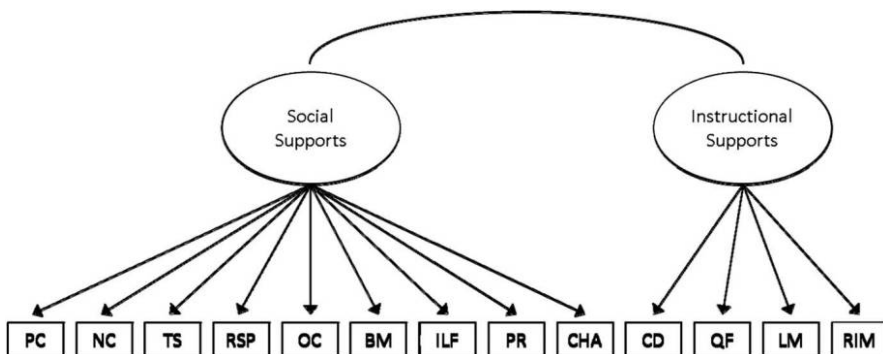 Social
Supports
Instructional
Supports
PC NC TS RSP OC BM ILF PR CHA CD QF LM RIM